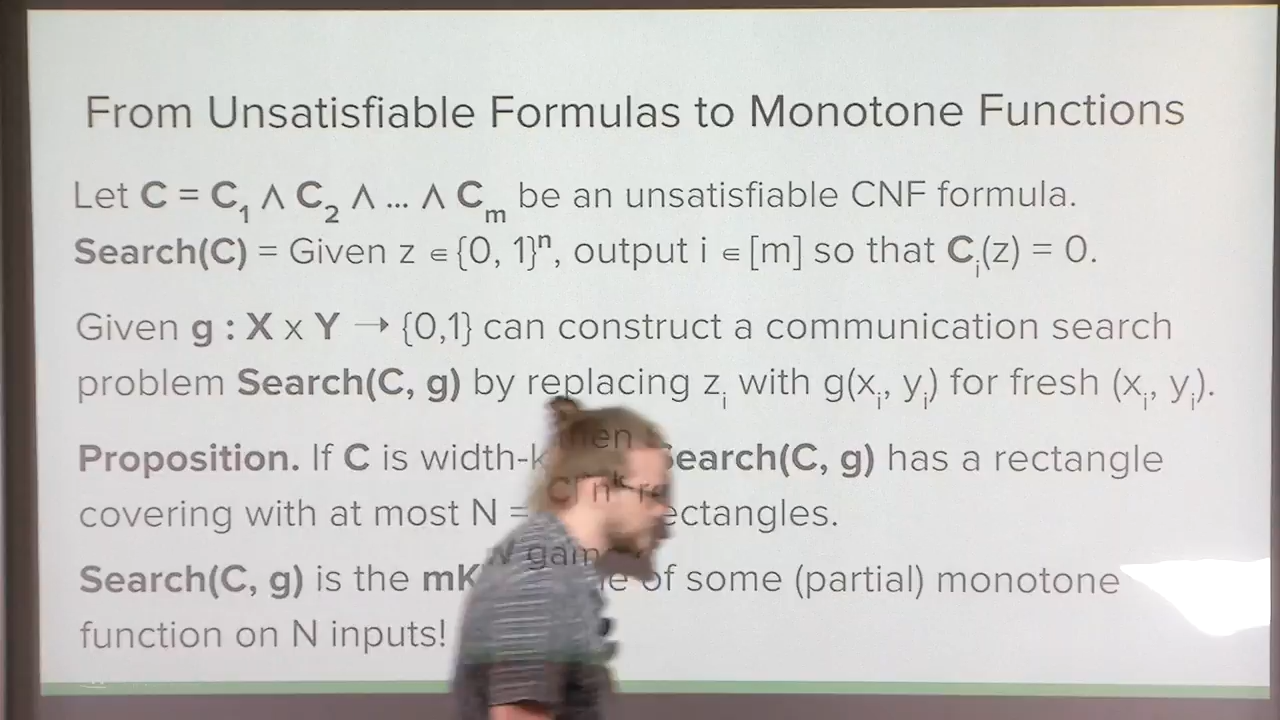 From Unsatisfiable Formulas to Monotone Functions
Let C = C₁ ∧ C₂ ∧ ... ∧ Cₘ be an unsatisfiable CNF formula.
Search(C) = Given z ∈ {0, 1}ⁿ, output i ∈ [m] so that Cᵢ(z) = 0.
Given g : X x Y → {0,1} can construct a communication search
problem Search(C, g) by replacing zᵢ with g(xᵢ, yᵢ) for fresh (xᵢ, yᵢ).
Proposition. If C is width-k Search(C, g) has a rectangle
covering with at most N = rectangles.
Search(C, g) is the game of some (partial) monotone
function on N inputs!